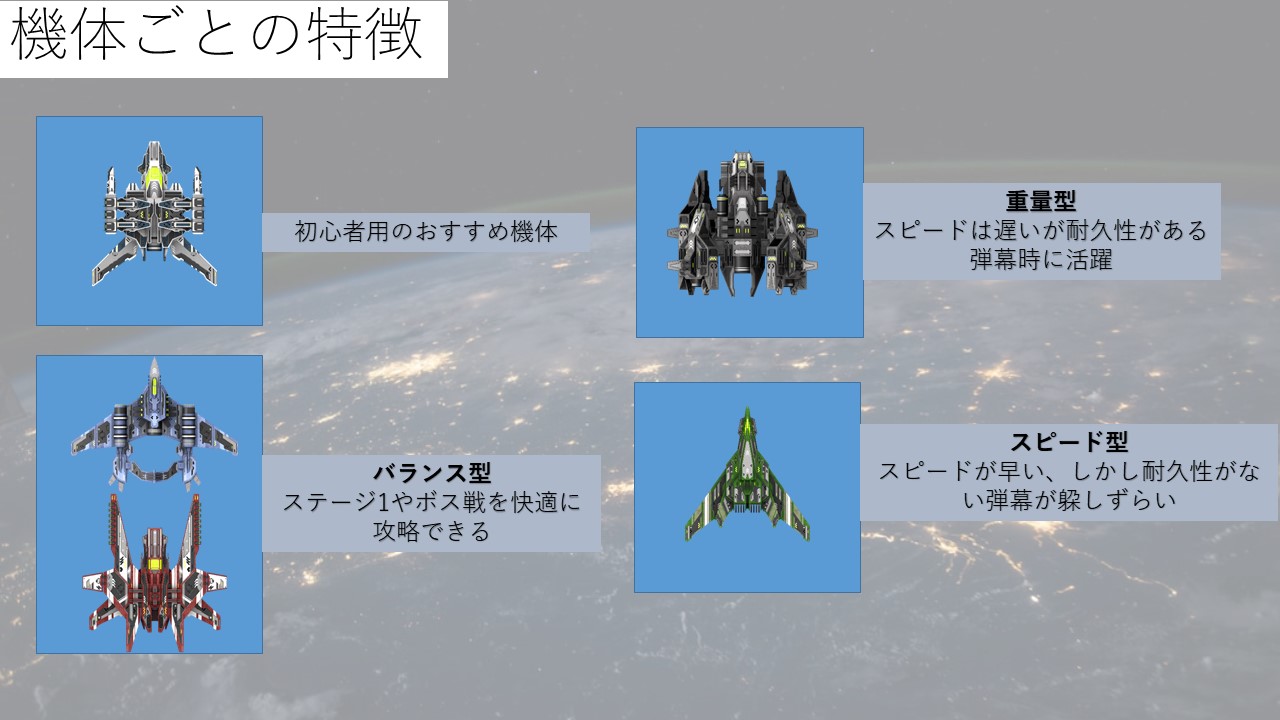 機体ごとの特徴
初心者用のおすすめ機体
重量型
スピードは遅いが耐久性がある
弾幕時に活躍
バランス型
ステージ1やボス戦を快適に
攻略できる
スピード型
スピードが早い、しかし耐久性がな
い弾幕が躱しずらい